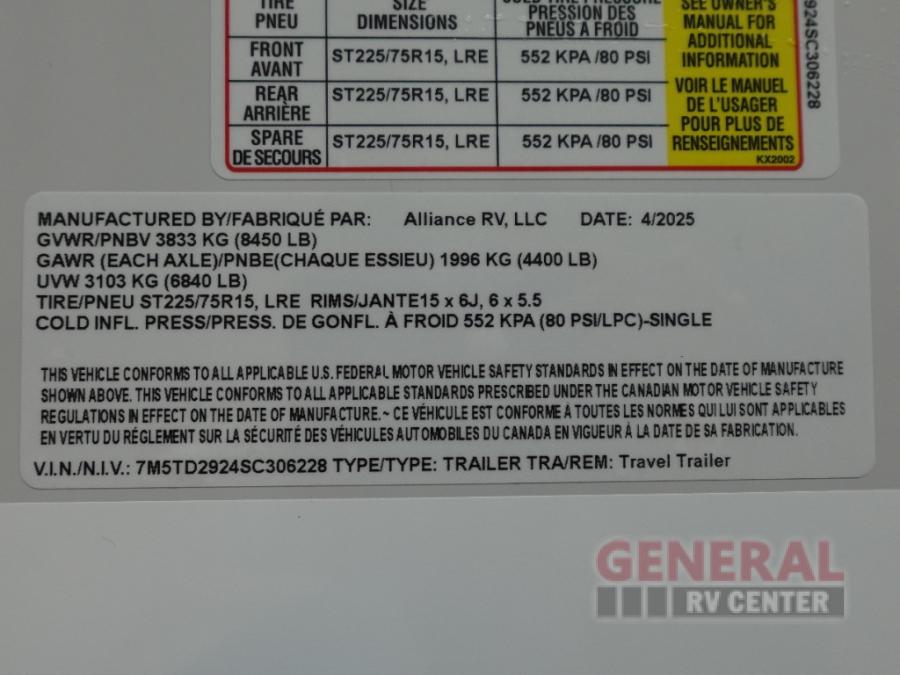 TIRE SIZE COLD TIRE PRESSURE SEE OWNER'S
PNEU DIMENSIONS PRESSION DES MANUAL FOR
PNEUS A FROID ADDITIONAL
INFORMATION
FRONT ST225/75R15, LRE 552 KPA /80 PSI
AVANT
REAR ST225/75R15, LRE 552 KPA /80 PSI VOIR LE MANUEL
ARRIÈRE DE L'USAGER
POUR PLUS DE
SPARE ST225/75R15, LRE 552 KPA /80 PSI RENSEIGNEMENTS
DE SECOURS KX2002
2924SC306228
MANUFACTURED BY/FABRIQUÉ PAR: Alliance RV, LLC DATE: 4/2025
GVWR/PNBV 3833 KG (8450 LB)
GAWR (EACH AXLE)/PNBE(CHAQUE ESSIEU) 1996 KG (4400 LB)
UVW 3103 KG (6840 LB)
TIRE/PNEU ST225/75R15, LRE RIMS/JANTE15 x 6J, 6 x 5.5
COLD INFL. PRESS/PRESS. DE GONFL. À FROID 552 KPA (80 PSI/LPC)-SINGLE
THIS VEHICLE CONFORMS TO ALL APPLICABLE U.S. FEDERAL MOTOR VEHICLE SAFETY STANDARDS IN EFFECT ON THE DATE OF MANUFACTURE
SHOWN ABOVE. THIS VEHICLE CONFORMS TO ALL APPLICABLE STANDARDS PRESCRIBED UNDER THE CANADIAN MOTOR VEHICLE SAFETY
REGULATIONS IN EFFECT ON THE DATE OF MANUFACTURE.~ CE VÉHICULE EST CONFORME À TOUTES LES NORMES QUI LUI SONT APPLICABLES
EN VERTU DU RÉGLEMENT SUR LA SÉCURITÉ DES VÉHICULES AUTOMOBILES DU CANADA EN VIGUEUR À LA DATE DE SA FABRICATION.
V.I.N./N.I.V.: 7M5TD2924SC306228 TYPE/TYPE: TRAILER TRA/REM: Travel Trailer
GENERAL
RV CENTER